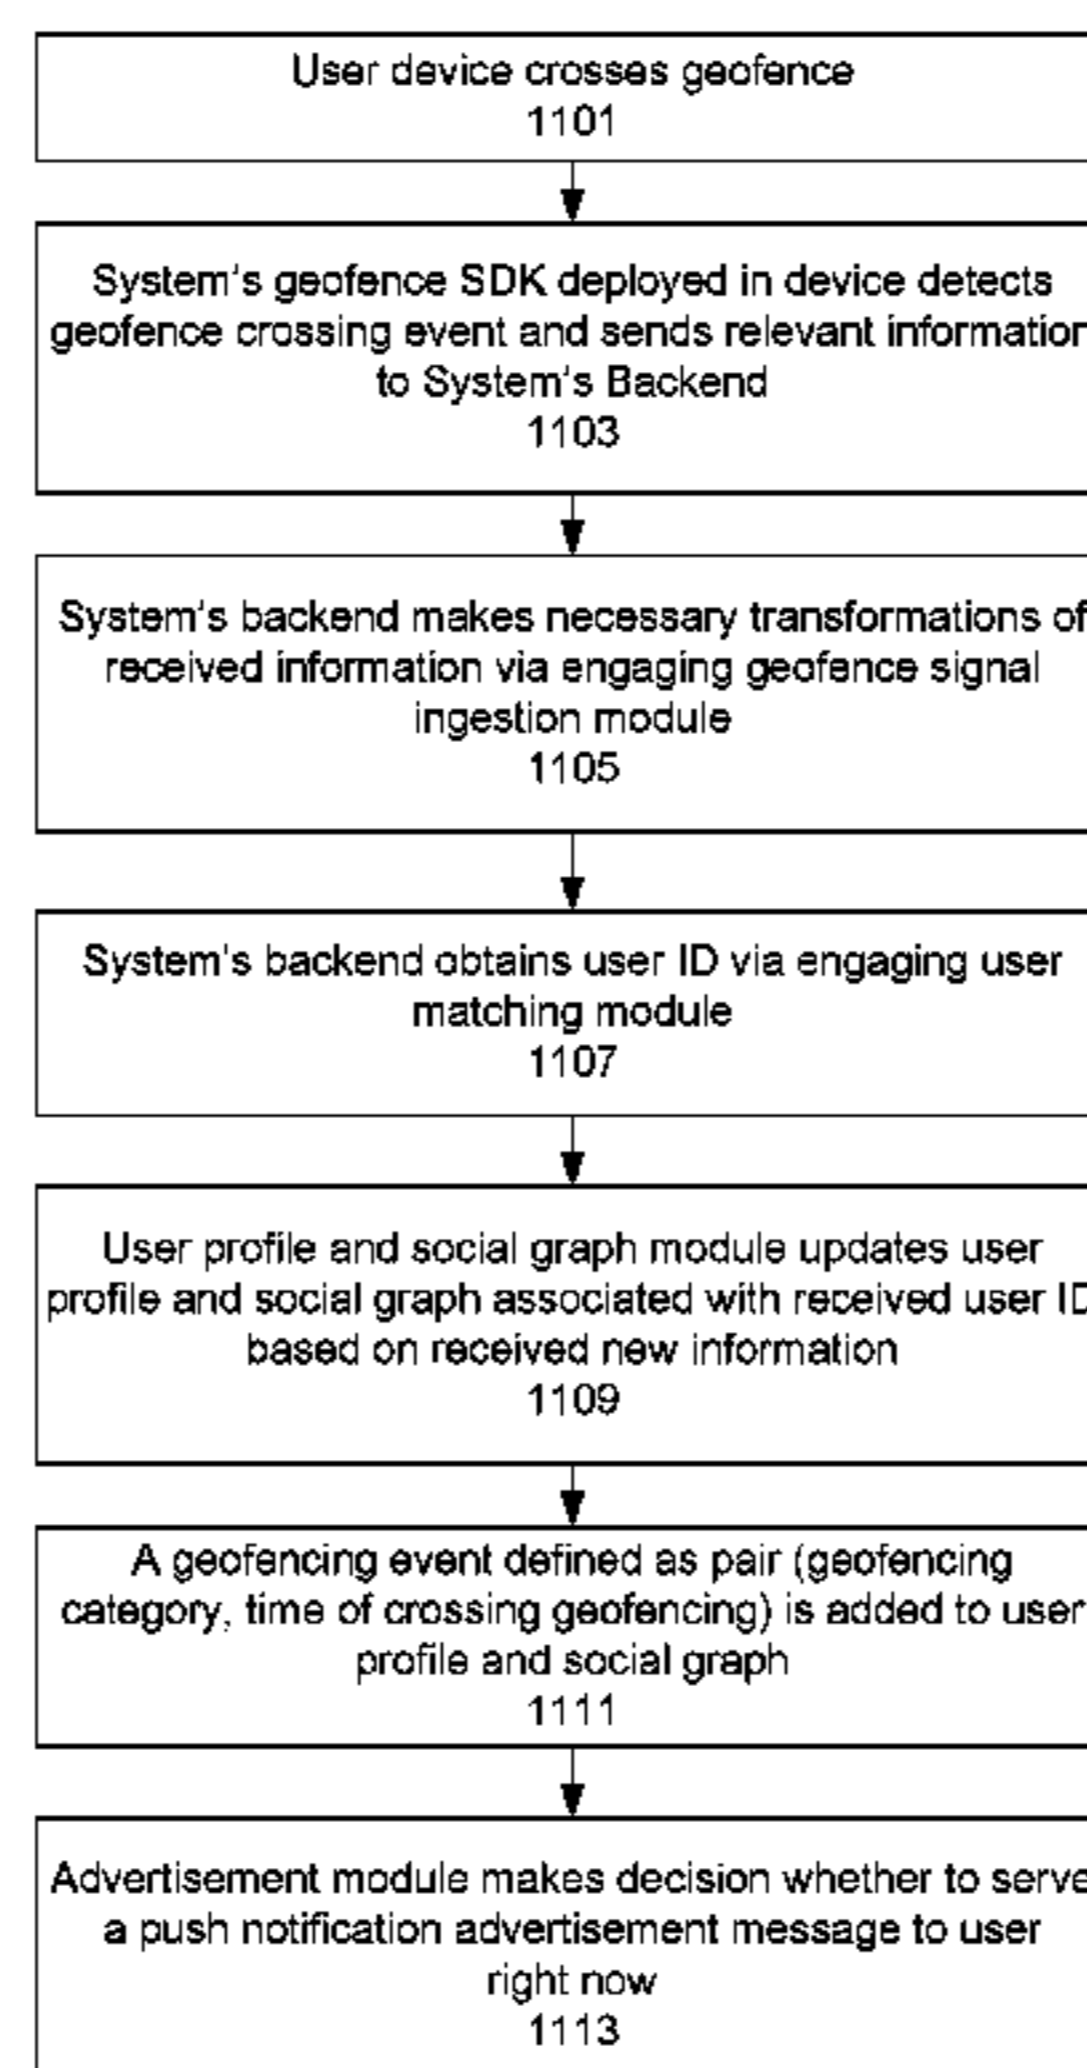 User device crosses geofence
1101
System's geofence SDK deployed in device detects
geofence crossing event and sends relevant information
to System's Backend
1103
System's backend makes necessary transformations of
received information via engaging geofence signal
ingestion module
1105
System's backend obtains user ID via engaging user
matching module
1107
User profile and social graph module updates user
profile and social graph associated with received user ID
based on received new information
1109
A geofencing event defined as pair (geofencing
category, time of crossing geofencing) is added to user
profile and social graph
1111
Advertisement module makes decision whether to serve
a push notification advertisement message to user
right now
1113